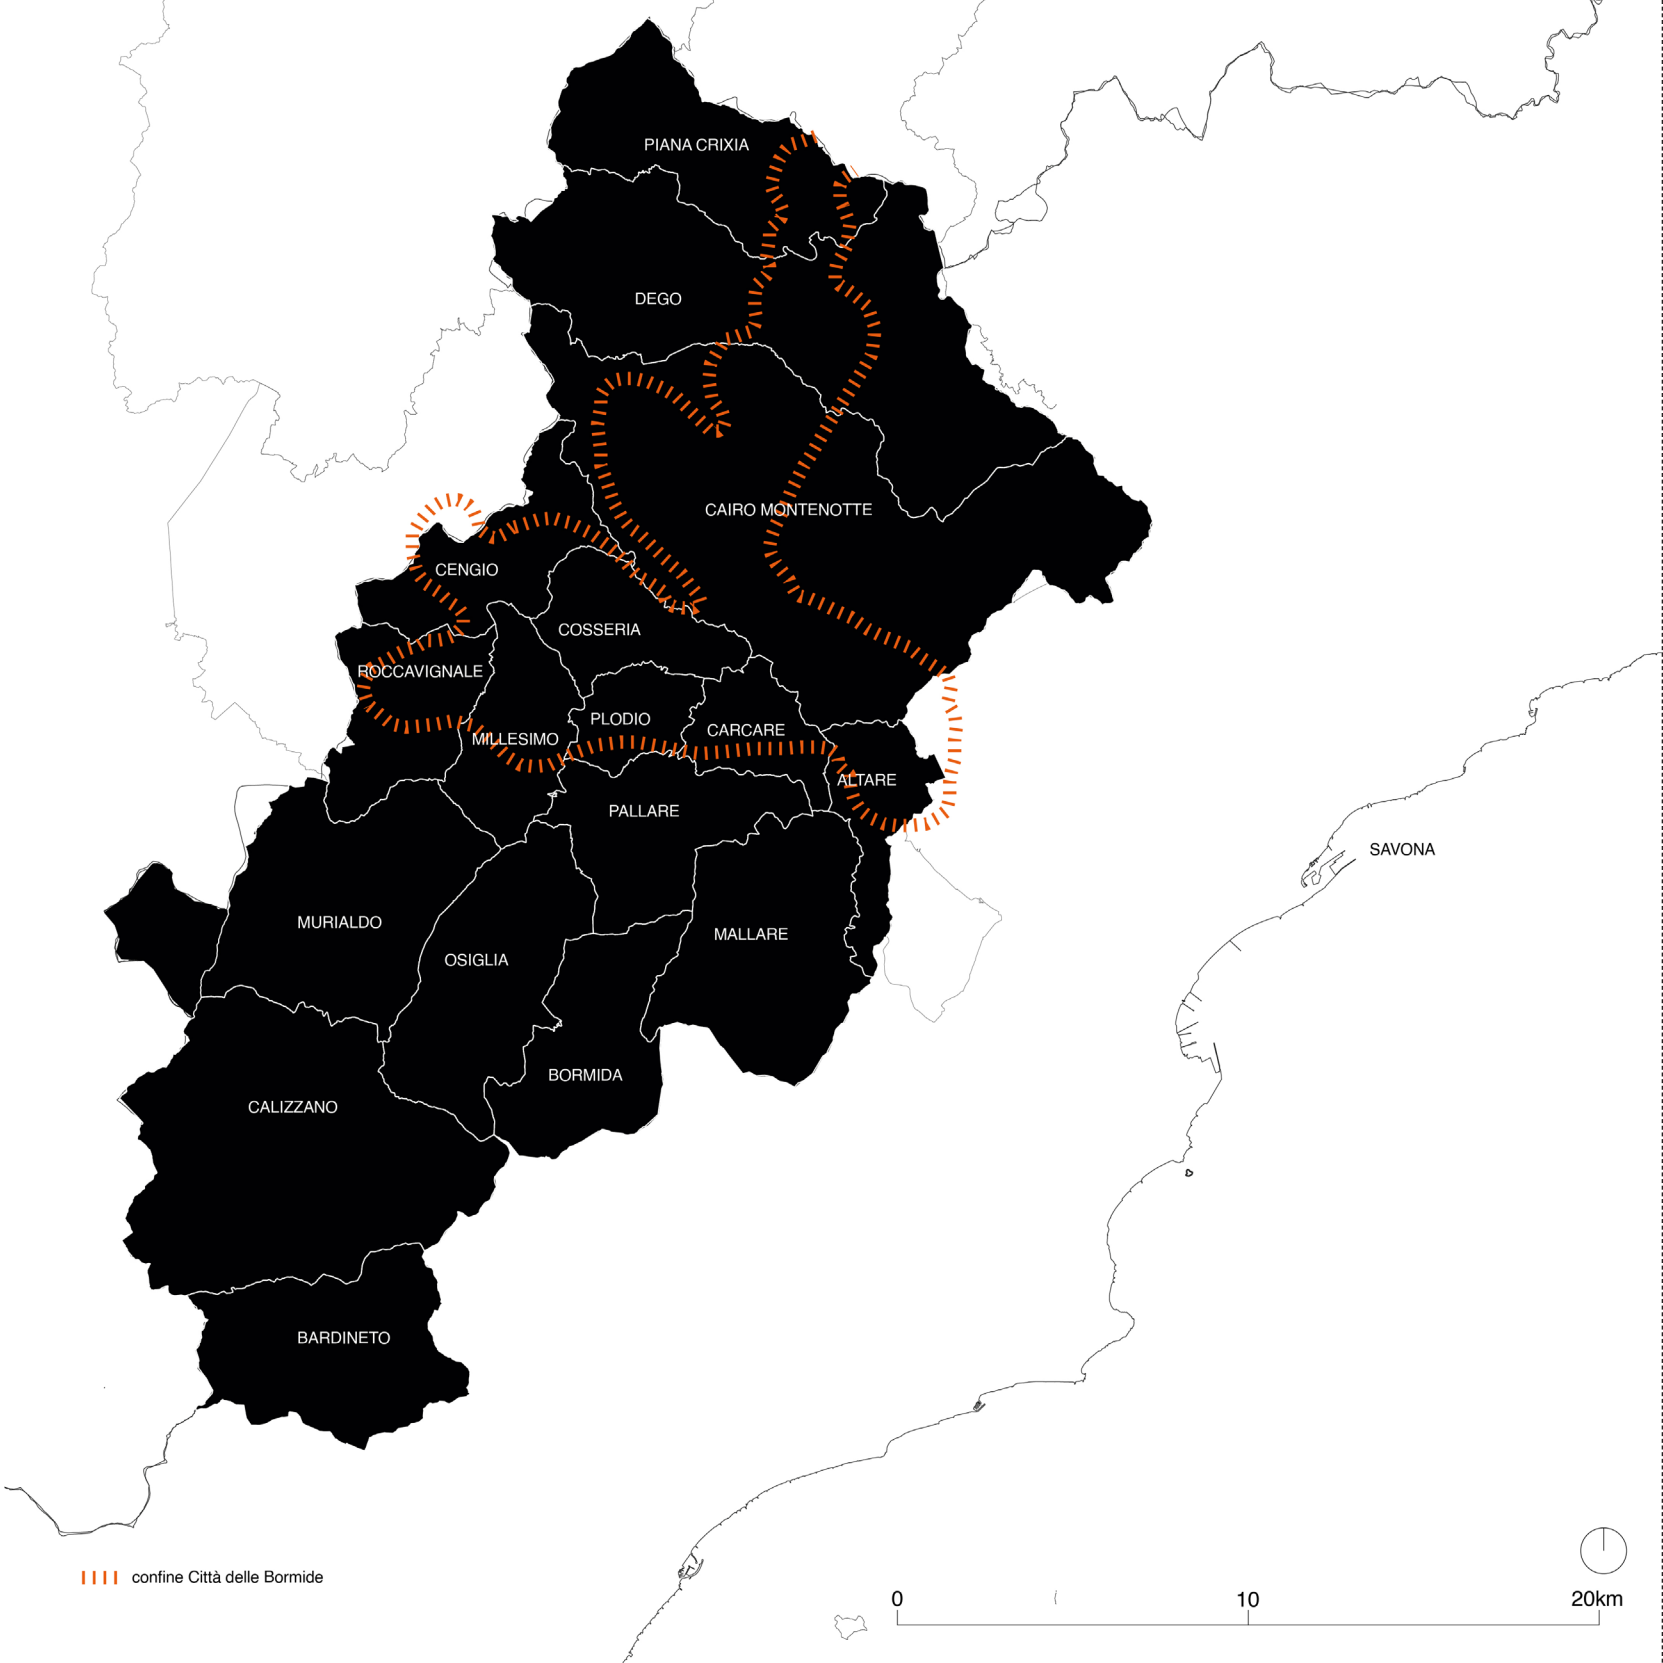 PIANA CRIXIA
DEGO
CAIRO MONTENOTTE
CENGIO
COSSERIA
ROCCAVIGNALE
PLODIO
CARCARE
MILLESIMO
ALTARE
PALLARE
SAVONA
MURIALDO
MALLARE
OSIGLIA
BORMIDA
CALIZZANO
BARDINETO
confine Città delle Bormide
0 10 20km